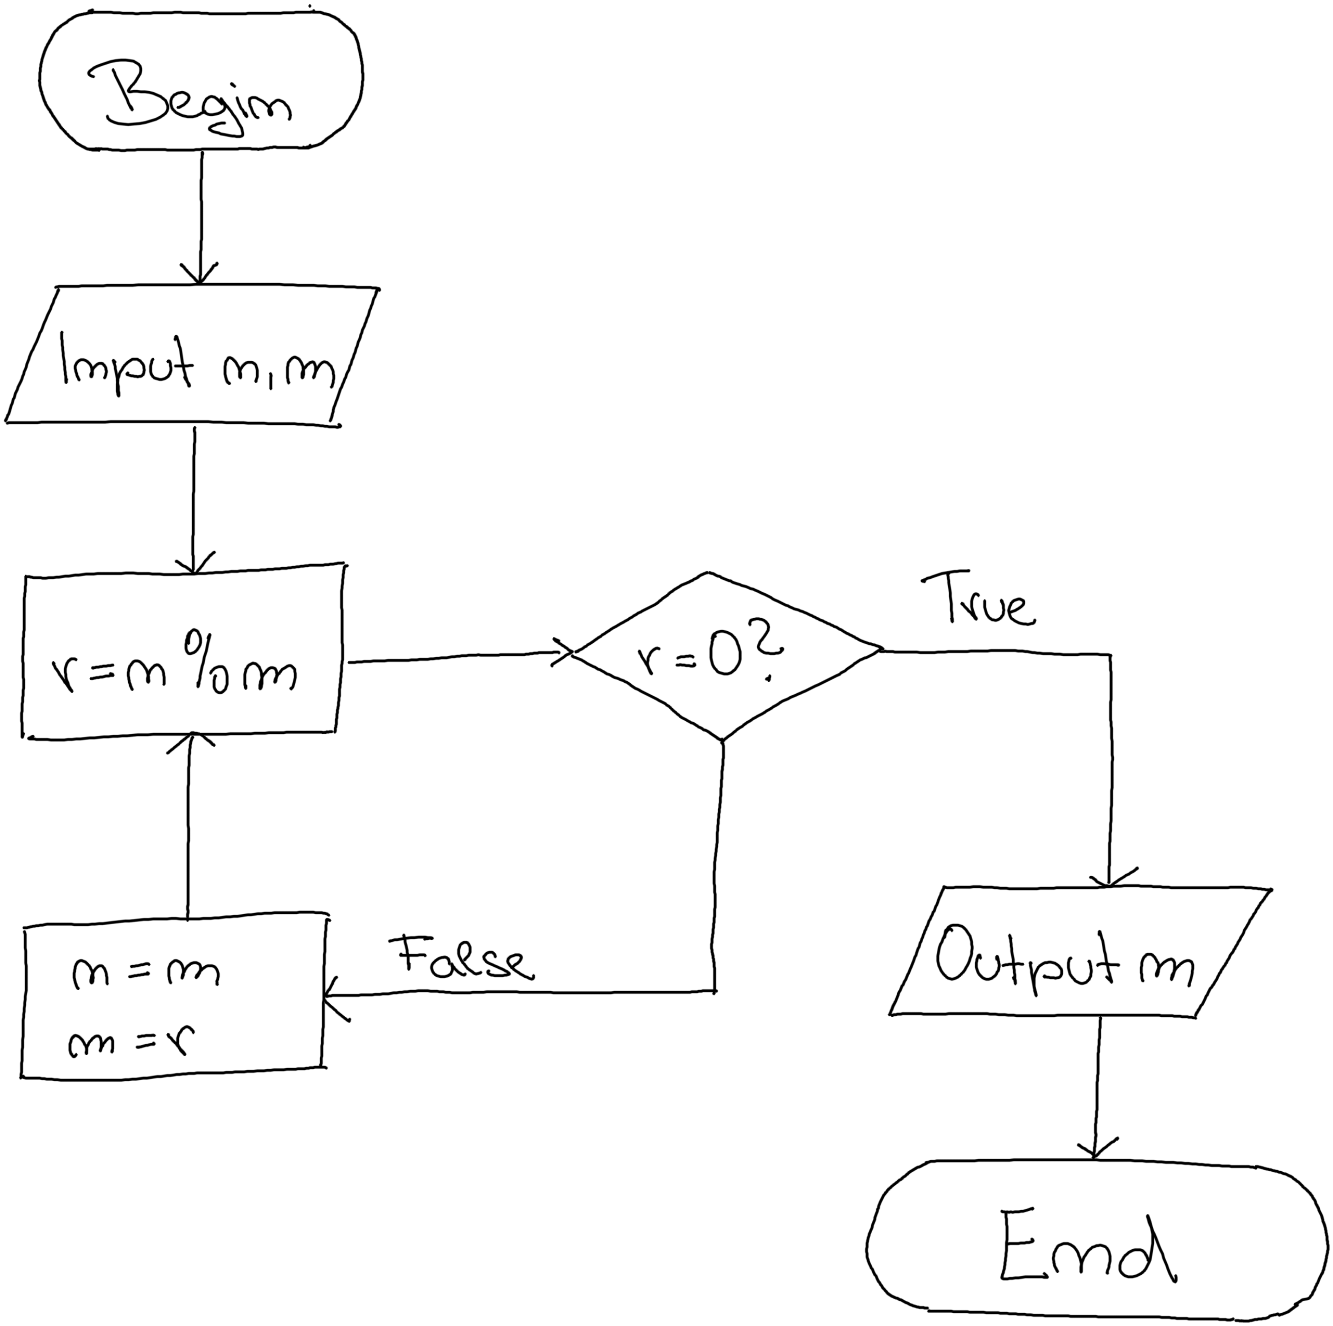 Begin
Input n, m
r = n % m
r = 0?
True
False
n = m
m = r
Output m
End